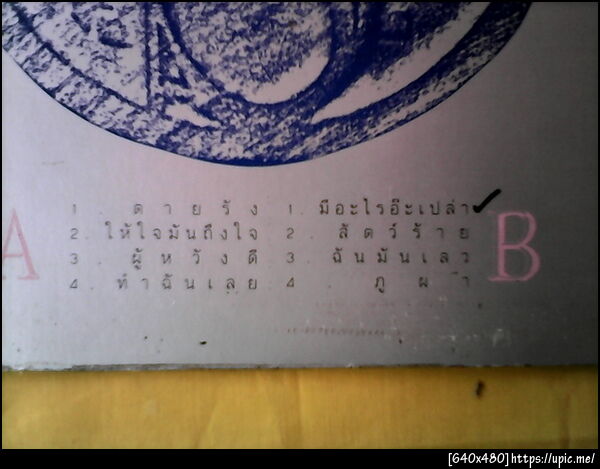 A
1. ตายรัง
2. ให้ใจมันถึงใจ
3. ผู้หวังดี
4. ทำฉันเลย
1. มีอะไรอ๊ะเปล่า
2. สัตว์ร้าย
3. ฉันมันเลว
4. ภูผา
B
[640x480]https://upic.me/